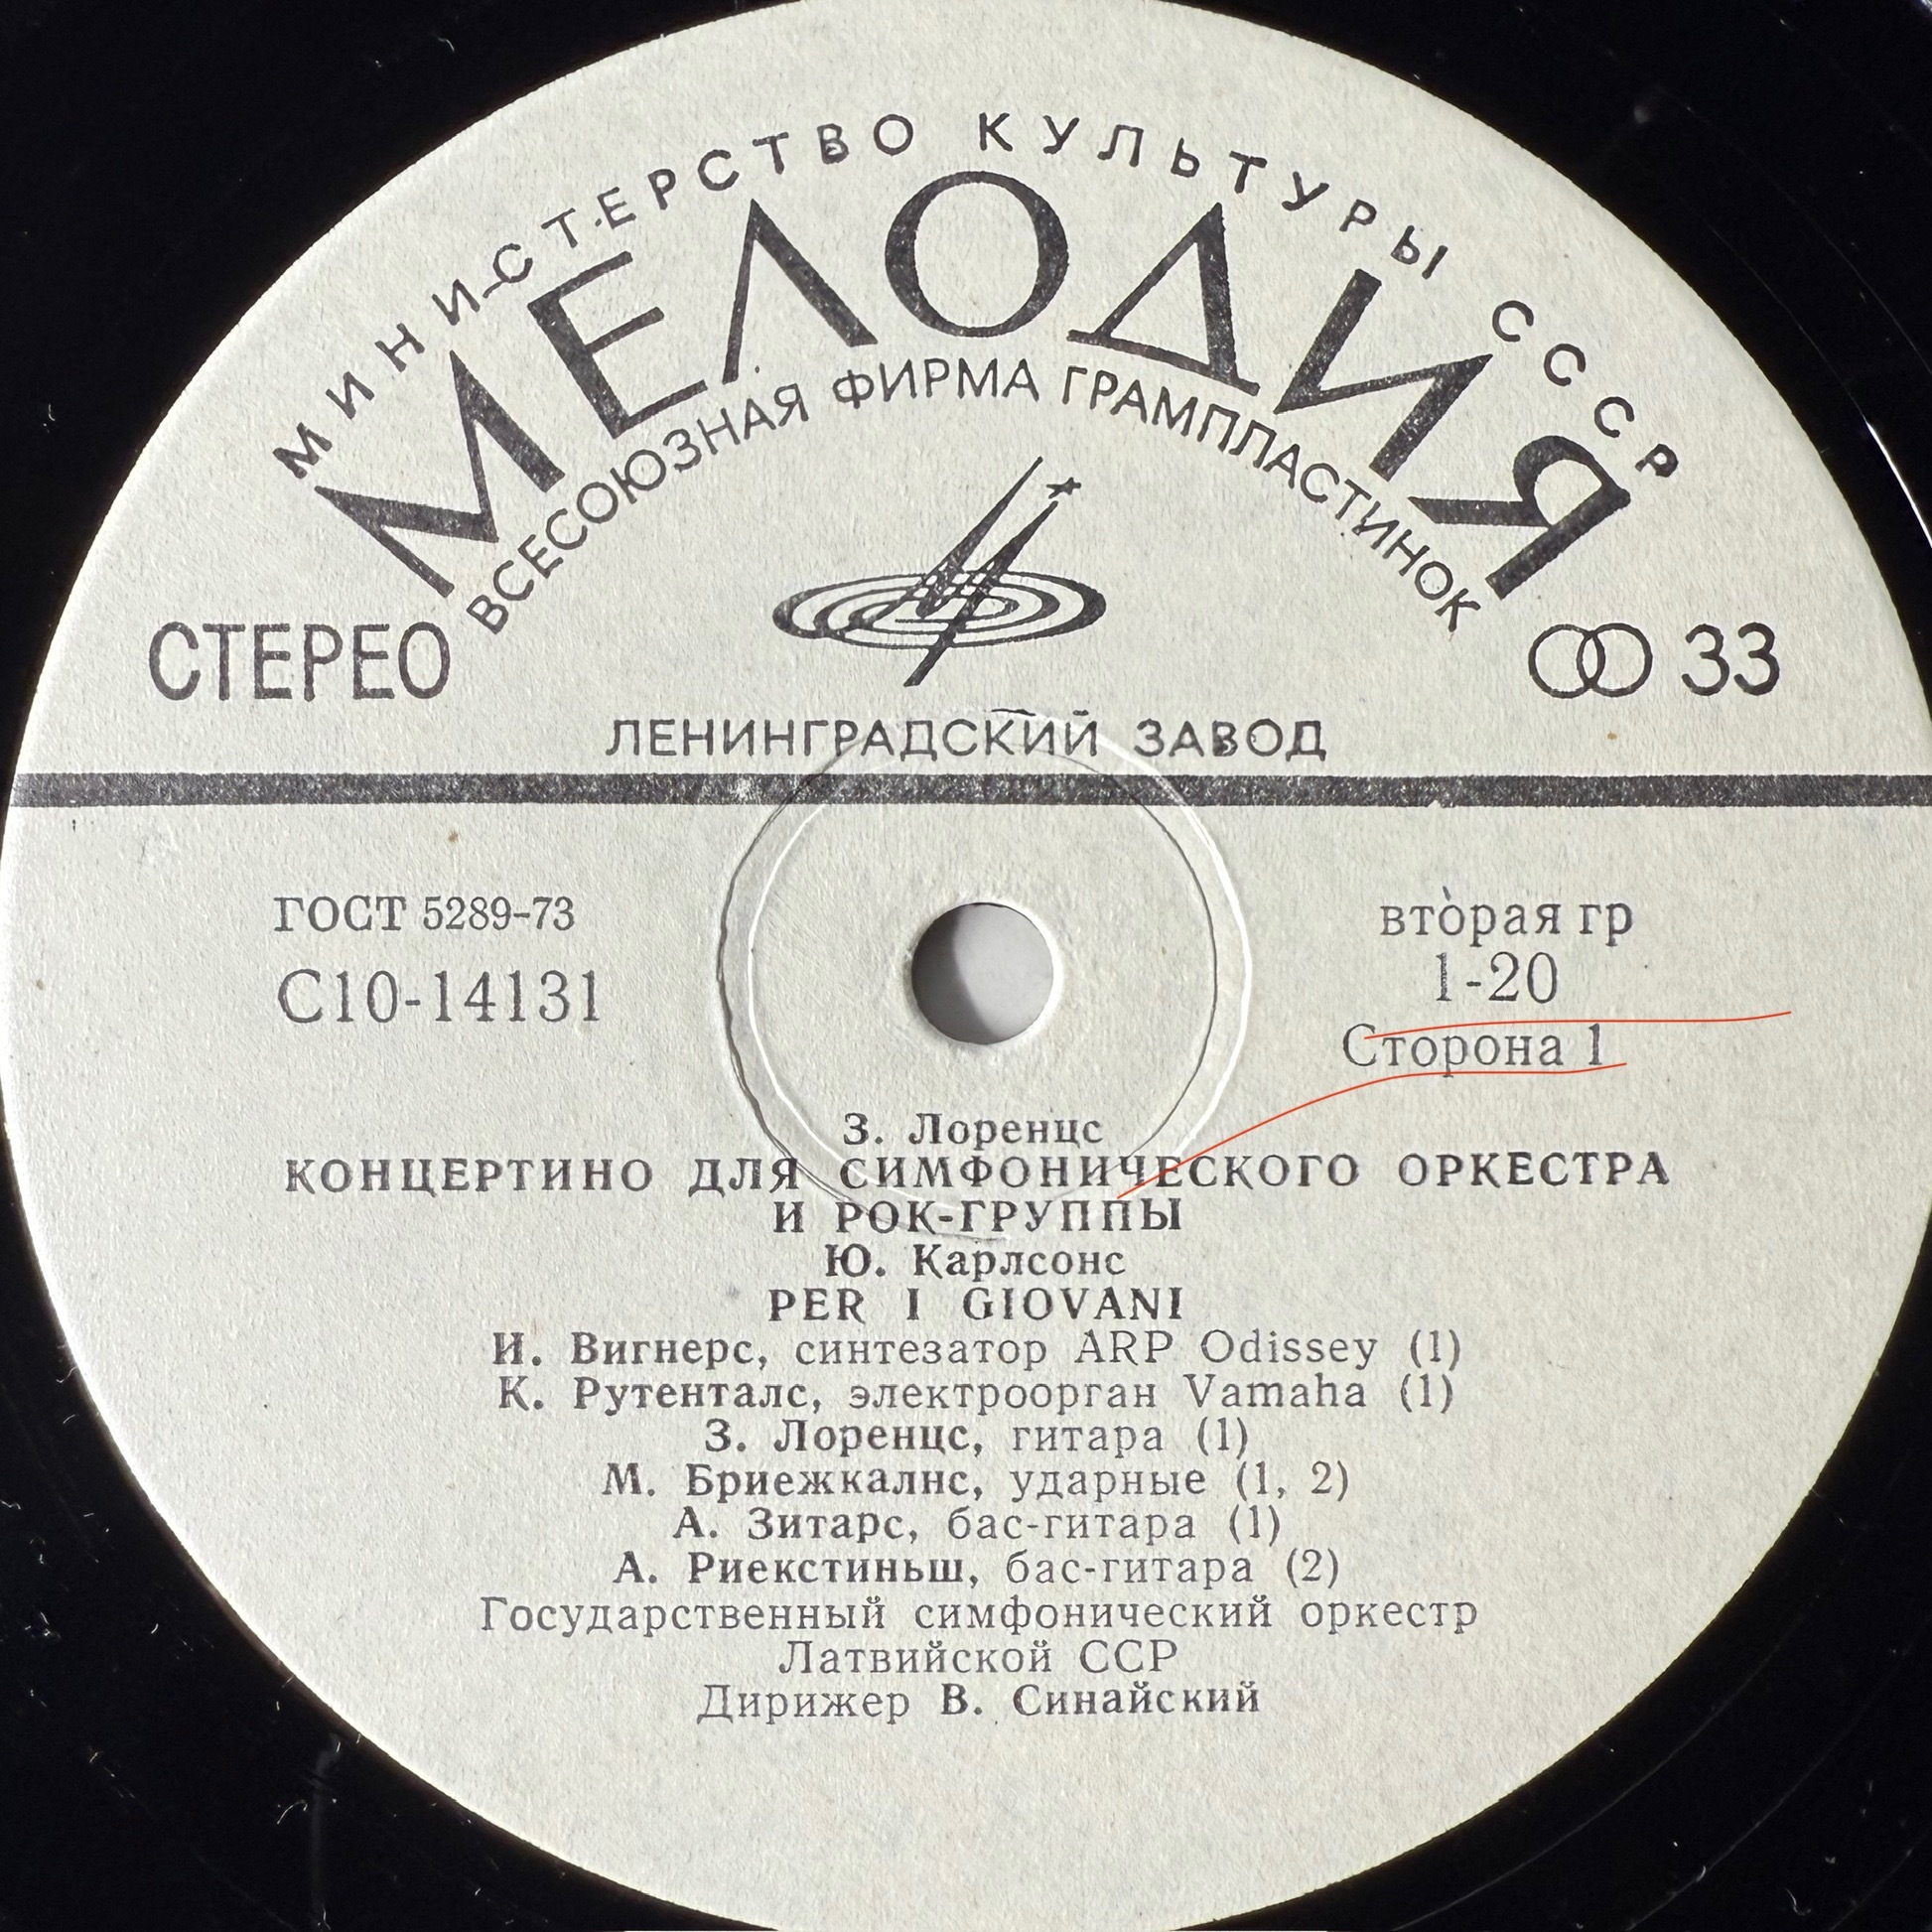 МИНИСТЕРСТВО КУЛЬТУРЫ СССР
МЕЛОДИЯ
ВСЕСОЮЗНАЯ ФИРМА ГРАМПЛАСТИНОК
СТЕРЕО
33
ЛЕНИНГРАДСКИЙ ЗАВОД
ГОСТ 5289-73
вторая гр
С10-14131
1-20
Сторона 1
З. Лоренцс
КОНЦЕРТИНО ДЛЯ СИМФОНИЧЕСКОГО ОРКЕСТРА
И РОК-ГРУППЫ
Ю. Карлсонс
PER I GIOVANI
И. Вигнерс, синтезатор ARP Odissey (1)
К. Рутенталс, электроорган Vamaha (1)
З. Лоренцс, гитара (1)
М. Бриежкалнс, ударные (1, 2)
А. Зитарс, бас-гитара (1)
А. Риекстиньш, бас-гитара (2)
Государственный симфонический оркестр
Латвийской ССР
Дирижер В. Синайский